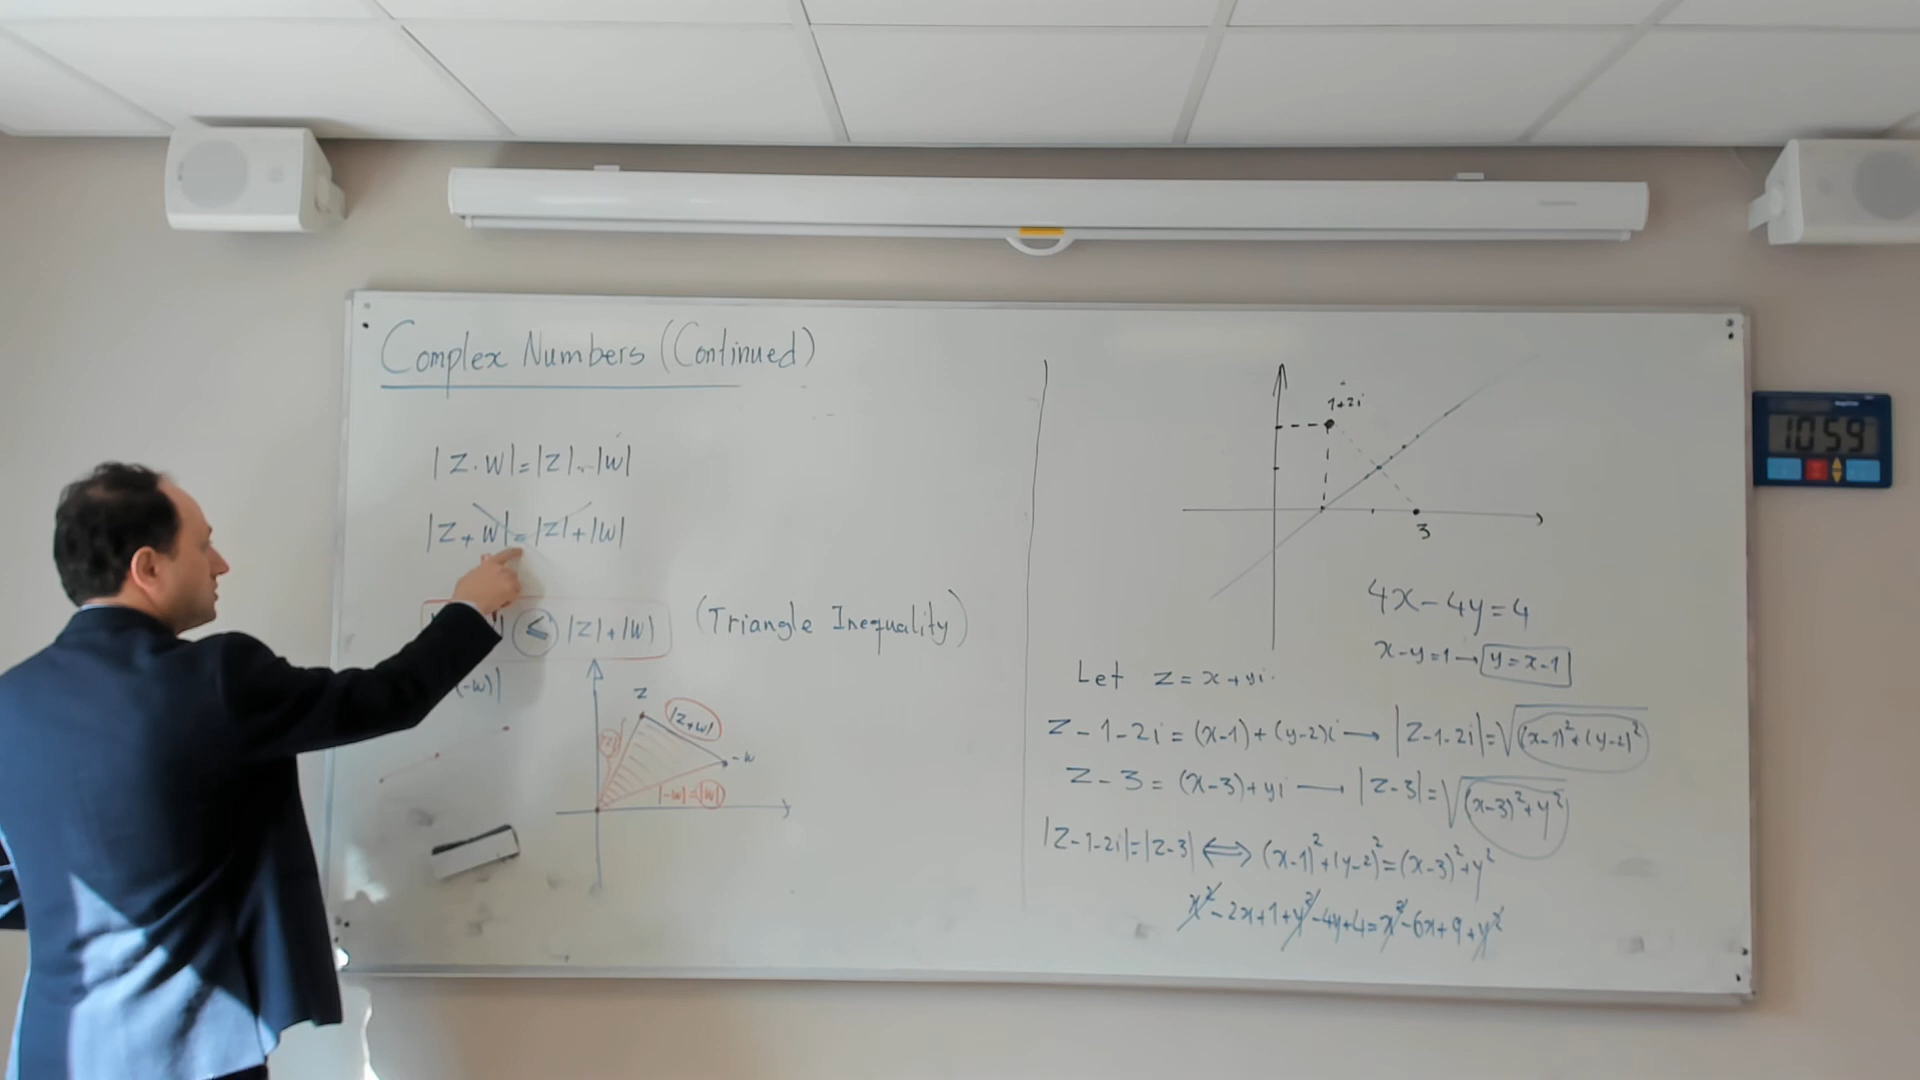 Complex Numbers (Continued)
|z.w|=|z|.|w|
|z+w|=|z|+|w|
≤ |z|+|w| (Triangle Inequality)
-w)|
z
|z+w|
-w
|z|
|-w|=|w|
1+2i
3
4x-4y=4
x-y=1→ y=x-1
Let z=x+yi.
z-1-2i=(x-1)+(y-2)i → |z-1-2i|=√(x-1)²+(y-2)²
z-3=(x-3)+yi → |z-3|=√(x-3)²+y²
|z-1-2i|=|z-3| ⟺ (x-1)²+(y-2)²=(x-3)²+y²
x²-2x+1+y²-4y+4=x²-6x+9+y²
10 59